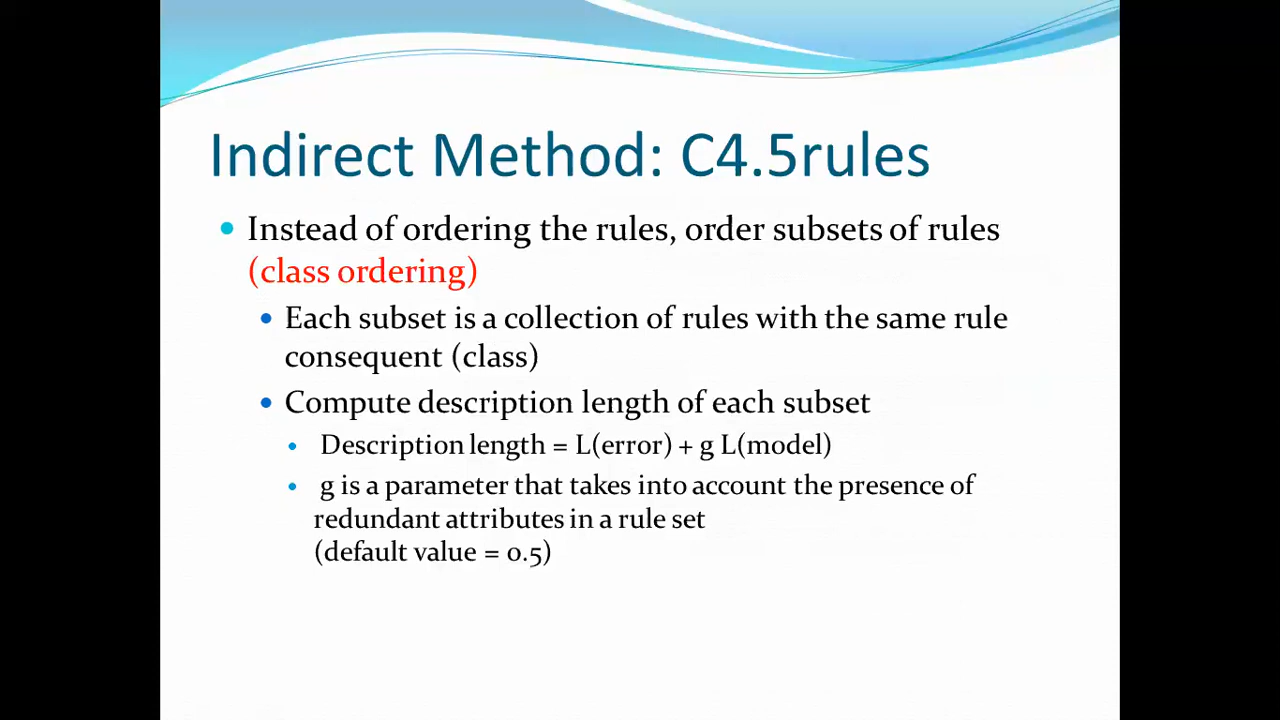 Indirect Method: C4.5rules
Instead of ordering the rules, order subsets of rules
(class ordering)
Each subset is a collection of rules with the same rule
consequent (class)
Compute description length of each subset
Description length = L(error) + g L(model)
g is a parameter that takes into account the presence of
redundant attributes in a rule set
(default value = 0.5)